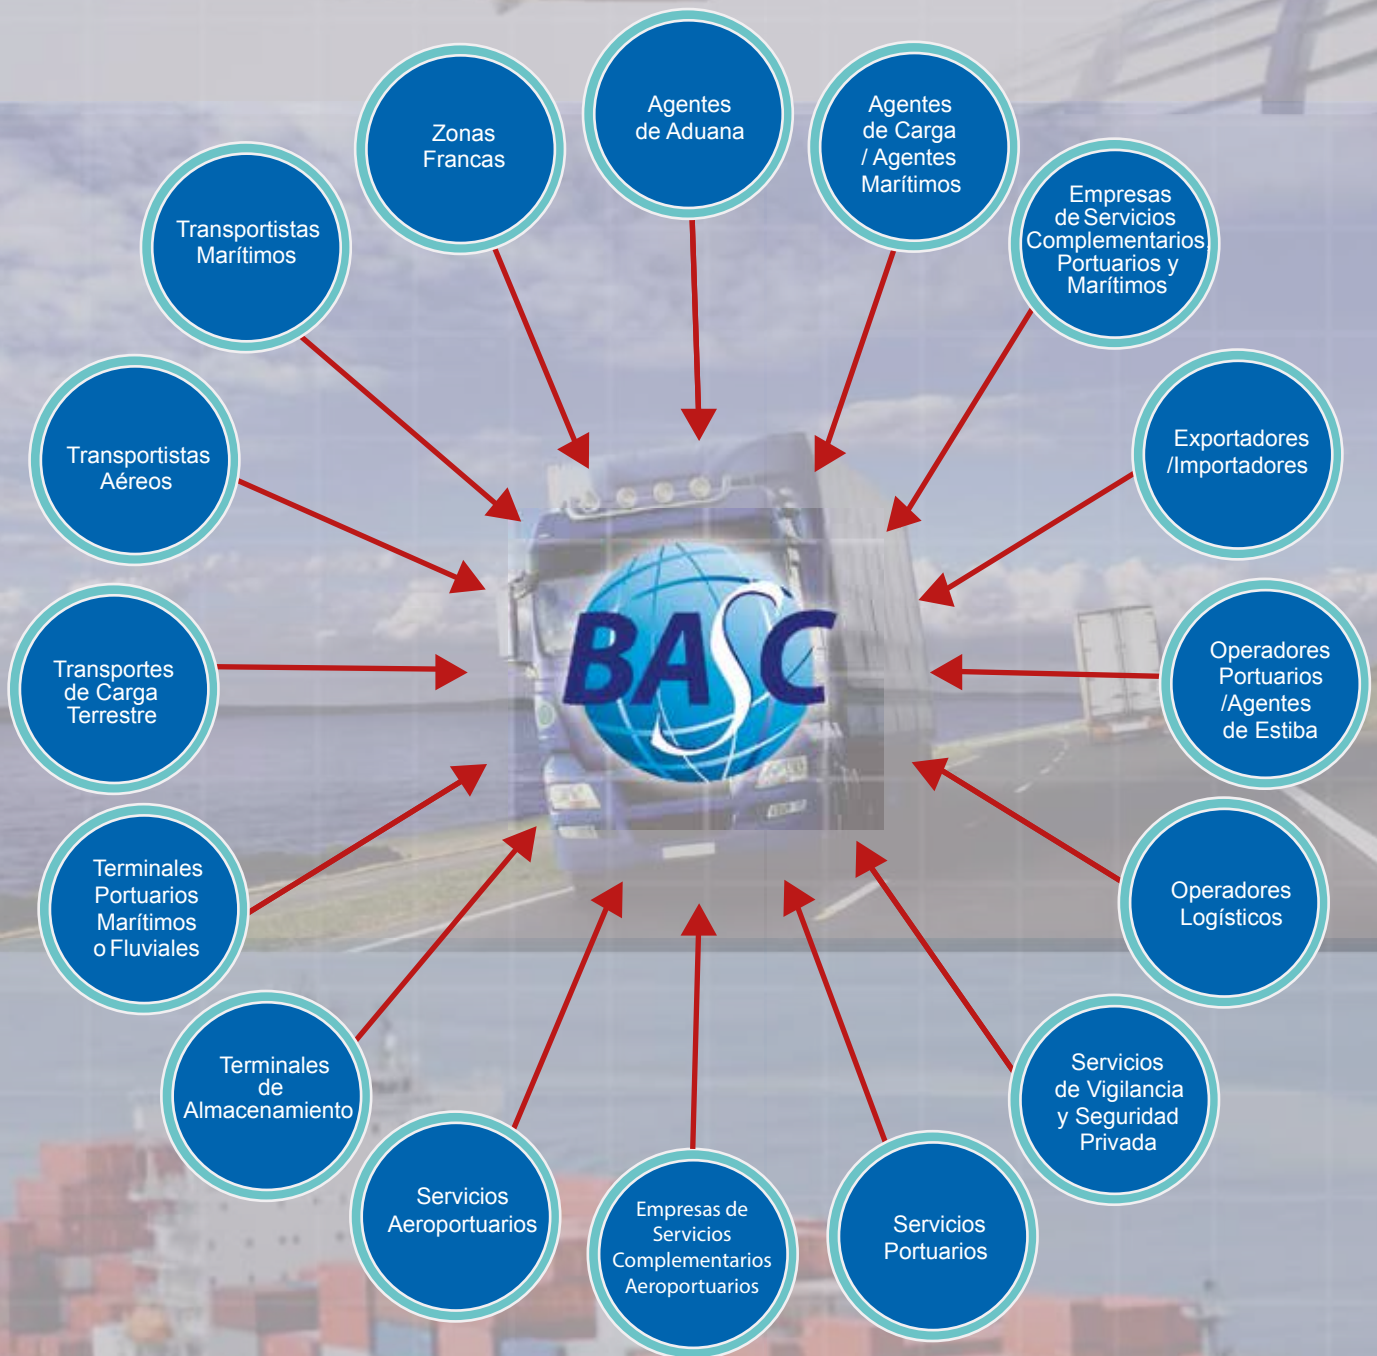 Agentes
de Aduana
Agentes
de Carga
/ Agentes
Marítimos
Empresas
de Servicios
Complementarios,
Portuarios y
Marítimos
Exportadores
/Importadores
Operadores
Portuarios
/Agentes
de Estiba
Operadores
Logísticos
Servicios
de Vigilancia
y Seguridad
Privada
Servicios
Portuarios
Empresas de
Servicios
Complementarios
Aeroportuarios
Servicios
Aeroportuarios
Terminales
de
Almacenamiento
Terminales
Portuarios
Marítimos
o Fluviales
Transportes
de Carga
Terrestre
Transportistas
Aéreos
Transportistas
Marítimos
Zonas
Francas
BASC